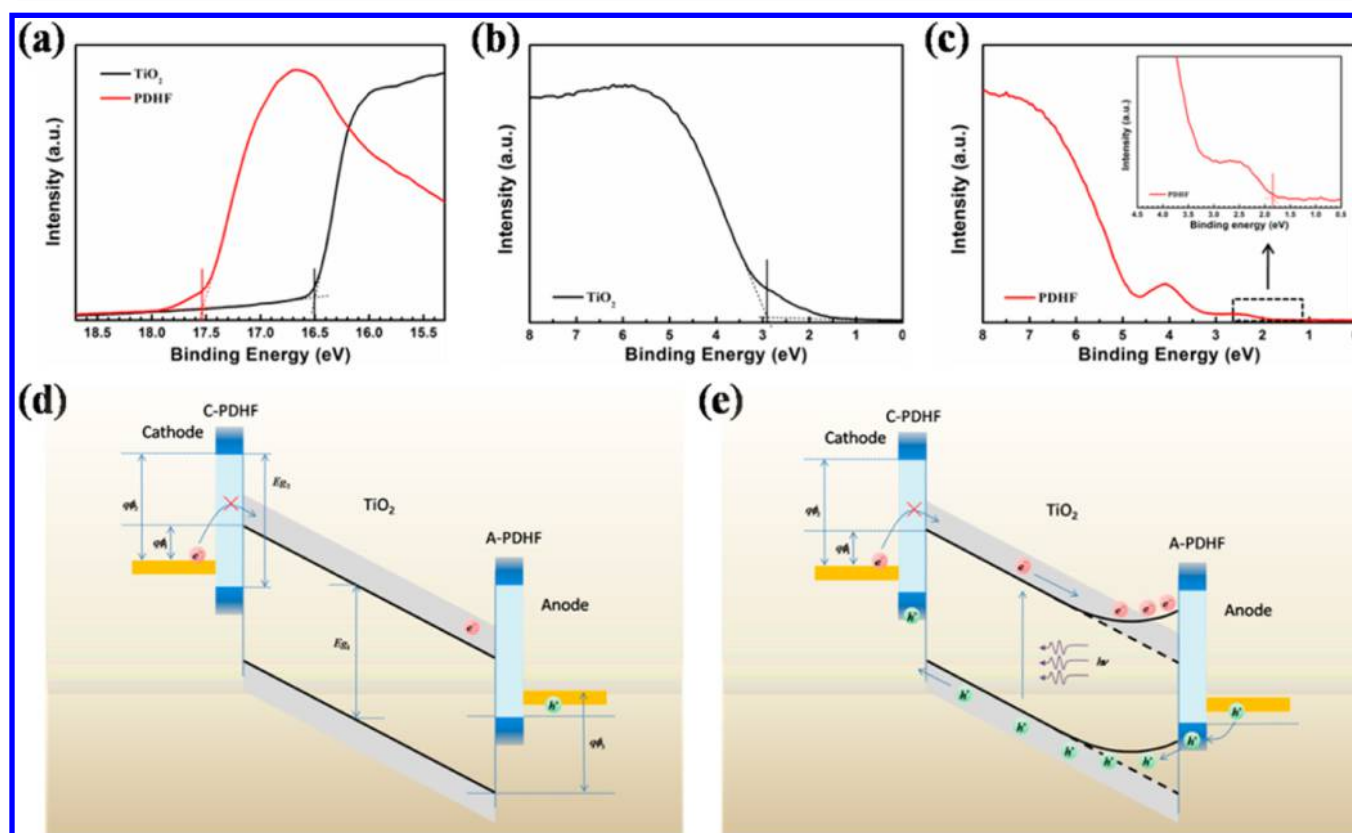 (a)
TiO2
PDHF
Intensity (a.u.)
18.5 18.0 17.5 17.0 16.5 16.0 15.5
Binding Energy (eV)
(b)
Intensity (a.u.)
TiO2
8 7 6 5 4 3 2 1 0
Binding Energy (eV)
(c)
Intensity (a.u.)
Intensity (a.u.)
PDHF
4.5 4.0 3.5 3.0 2.5 2.0 1.5 1.0 0.5
Binding energy (eV)
PDHF
8 7 6 5 4 3 2 1
Binding Energy (eV)
(d)
C-PDHF
Cathode
Eg2
TiO2
e-
A-PDHF
Anode
Eg1
e-
h+
(e)
C-PDHF
Cathode
TiO2
e-
e-
A-PDHF
e- e- e-
Anode
h+
hν
h+
h+
h+
h+
h+
h+
h+
h+